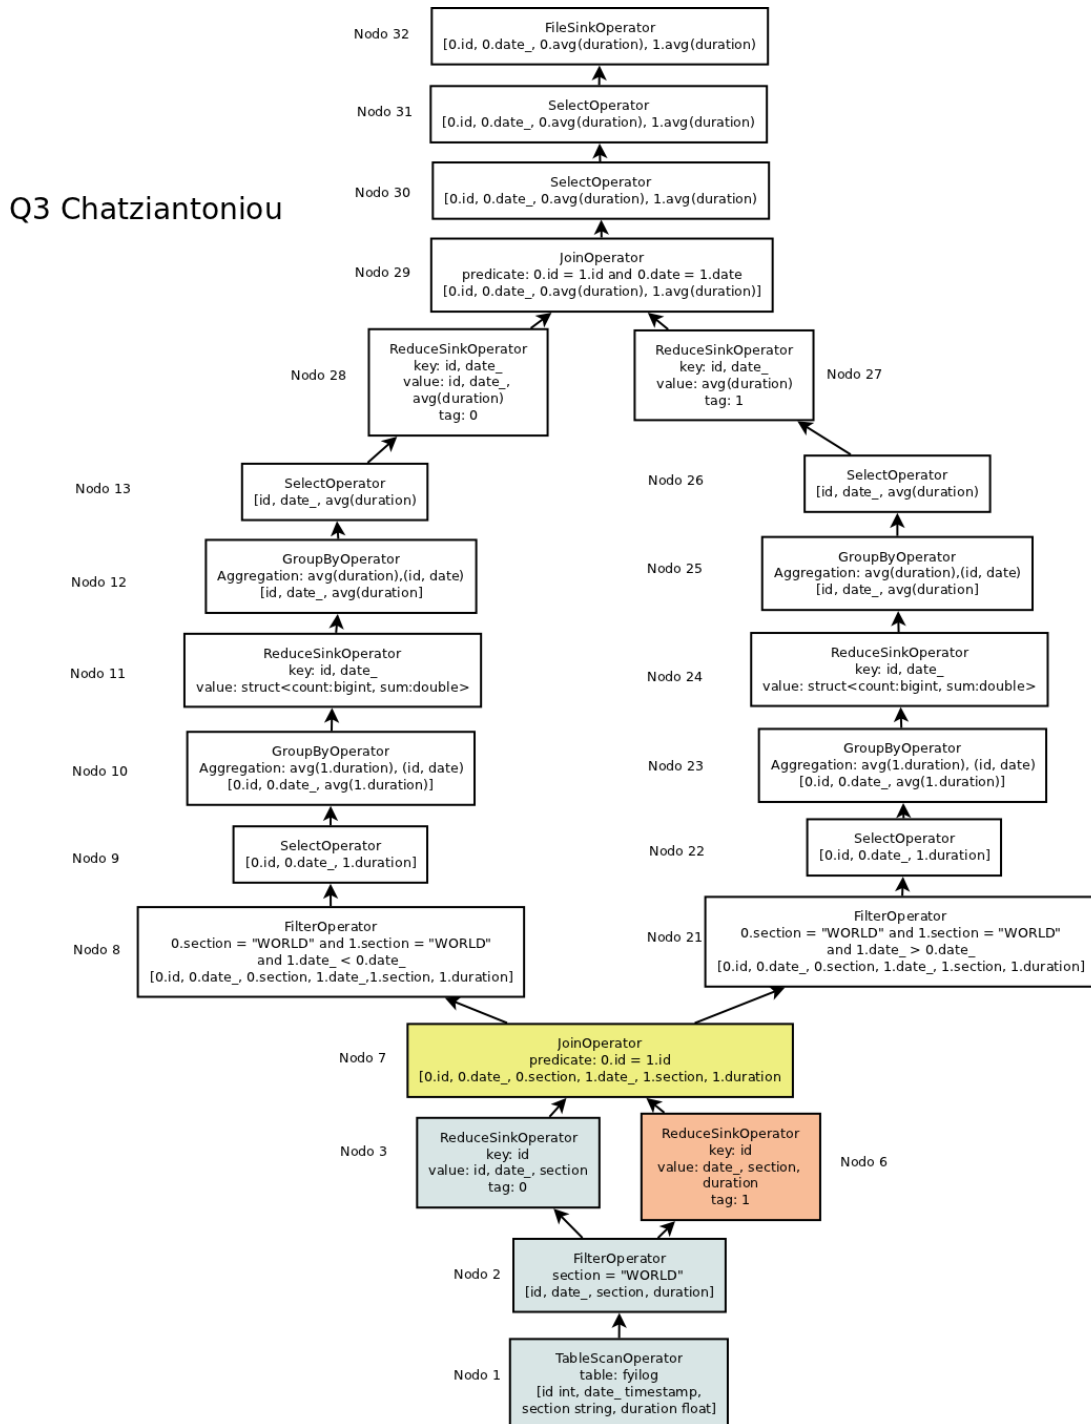 Nodo 32
FileSinkOperator
[0.id, 0.date_, 0.avg(duration), 1.avg(duration)
Nodo 31
SelectOperator
[0.id, 0.date_, 0.avg(duration), 1.avg(duration)
Nodo 30
SelectOperator
[0.id, 0.date_, 0.avg(duration), 1.avg(duration)
Q3 Chatziantoniou
Nodo 29
JoinOperator
predicate: 0.id = 1.id and 0.date = 1.date
[0.id, 0.date_, 0.avg(duration), 1.avg(duration)]
Nodo 28
ReduceSinkOperator
key: id, date_
value: id, date_,
avg(duration)
tag: 0
ReduceSinkOperator
key: id, date_
value: avg(duration)
tag: 1
Nodo 27
Nodo 13
SelectOperator
[id, date_, avg(duration)
Nodo 26
SelectOperator
[id, date_, avg(duration)
Nodo 12
GroupByOperator
Aggregation: avg(duration),(id, date)
[id, date_, avg(duration]
Nodo 25
GroupByOperator
Aggregation: avg(duration),(id, date)
[id, date_, avg(duration]
Nodo 11
ReduceSinkOperator
key: id, date_
value: struct<count:bigint, sum:double>
Nodo 24
ReduceSinkOperator
key: id, date_
value: struct<count:bigint, sum:double>
Nodo 10
GroupByOperator
Aggregation: avg(1.duration), (id, date)
[0.id, 0.date_, avg(1.duration)]
Nodo 23
GroupByOperator
Aggregation: avg(1.duration), (id, date)
[0.id, 0.date_, avg(1.duration)]
Nodo 9
SelectOperator
[0.id, 0.date_, 1.duration]
Nodo 22
SelectOperator
[0.id, 0.date_, 1.duration]
Nodo 8
FilterOperator
0.section = "WORLD" and 1.section = "WORLD"
and 1.date_ < 0.date_
[0.id, 0.date_, 0.section, 1.date_,1.section, 1.duration]
Nodo 21
FilterOperator
0.section = "WORLD" and 1.section = "WORLD"
and 1.date_ > 0.date_
[0.id, 0.date_, 0.section, 1.date_, 1.section, 1.duration]
Nodo 7
JoinOperator
predicate: 0.id = 1.id
[0.id, 0.date_, 0.section, 1.date_, 1.section, 1.duration
Nodo 3
ReduceSinkOperator
key: id
value: id, date_, section
tag: 0
ReduceSinkOperator
key: id
value: date_, section,
duration
tag: 1
Nodo 6
Nodo 2
FilterOperator
section = "WORLD"
[id, date_, section, duration]
Nodo 1
TableScanOperator
table: fyilog
[id int, date_ timestamp,
section string, duration float]